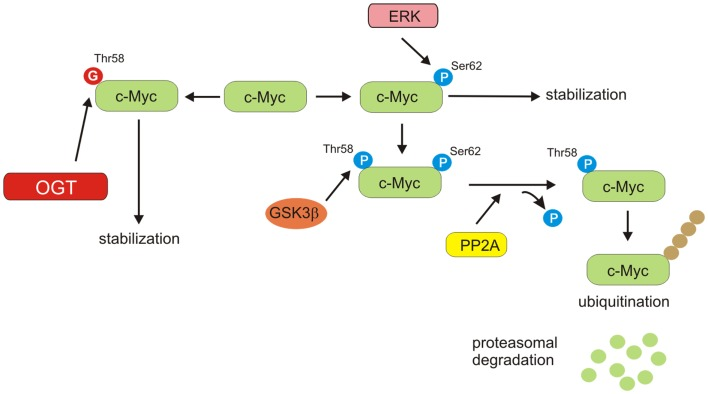 ERK
Thr58
G
c-Myc
c-Myc
c-Myc
P
Ser62
stabilization
OGT
stabilization
Thr58
P
Ser62
P
c-Myc
GSK3β
PP2A
P
Thr58
P
c-Myc
c-Myc
ubiquitination
proteasomal
degradation